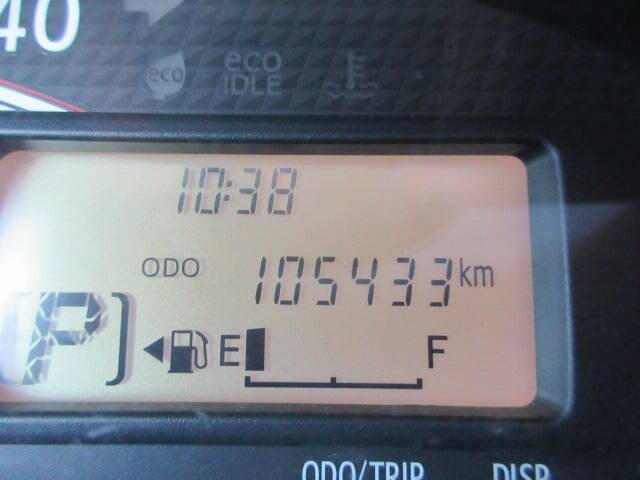 40
eco
eco
IDLE
10:38
ODO 105433 km
P
E F
ODO/TRIP DISP